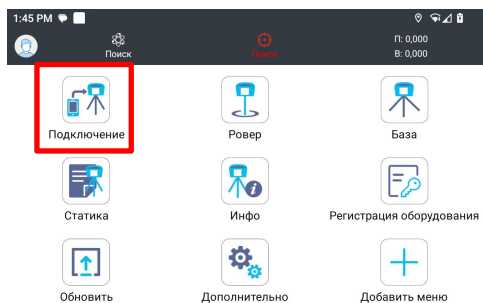 1:45 PM
П: 0,000
Поиск
Поиск
В: 0,000
Подключение
Ровер
База
Статика
Инфо
Регистрация оборудования
Обновить
Дополнительно
Добавить меню